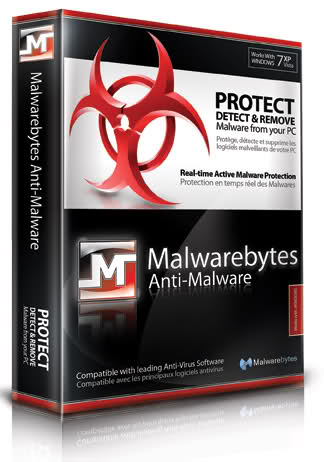 Works With
WINDOWS
7 XP
Vista
PROTECT
DETECT & REMOVE
Malware from your PC
Protège, détecte et supprime les
logiciels malveillants de votre PC
Real-time Active Malware Protection
Protection en temps réel des Malwares
M
Malwarebytes
Anti-Malware
Compatible with leading Anti-Virus Software
Compatible avec les principaux logiciels antivirus
Malwarebytes
M
Malwarebytes Anti-Malware
PROTECT
DETECT & REMOVE
Malware from your PC